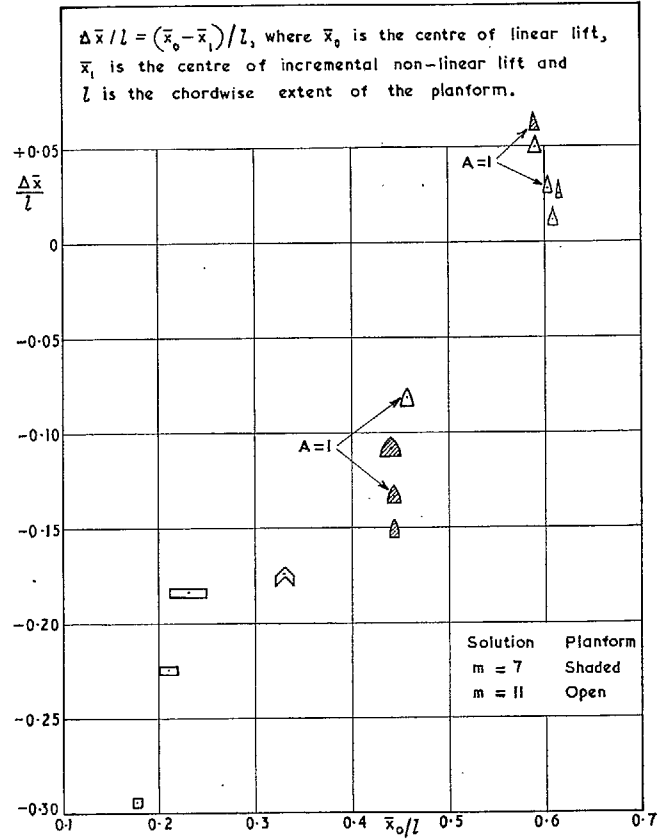 Δx̄/l = (x̄₀-x̄₁)/l, where x̄₀ is the centre of linear lift,
x̄₁ is the centre of incremental non-linear lift and
l is the chordwise extent of the planform.
+0·05
Δx̄/l
0
-0·05
-0·10
-0·15
-0·20
-0·25
-0·30
A=1
A=1
Solution Planform
m = 7 Shaded
m = 11 Open
0·1 0·2 0·3 0·4 0·5 0·6 0·7
x̄₀/l